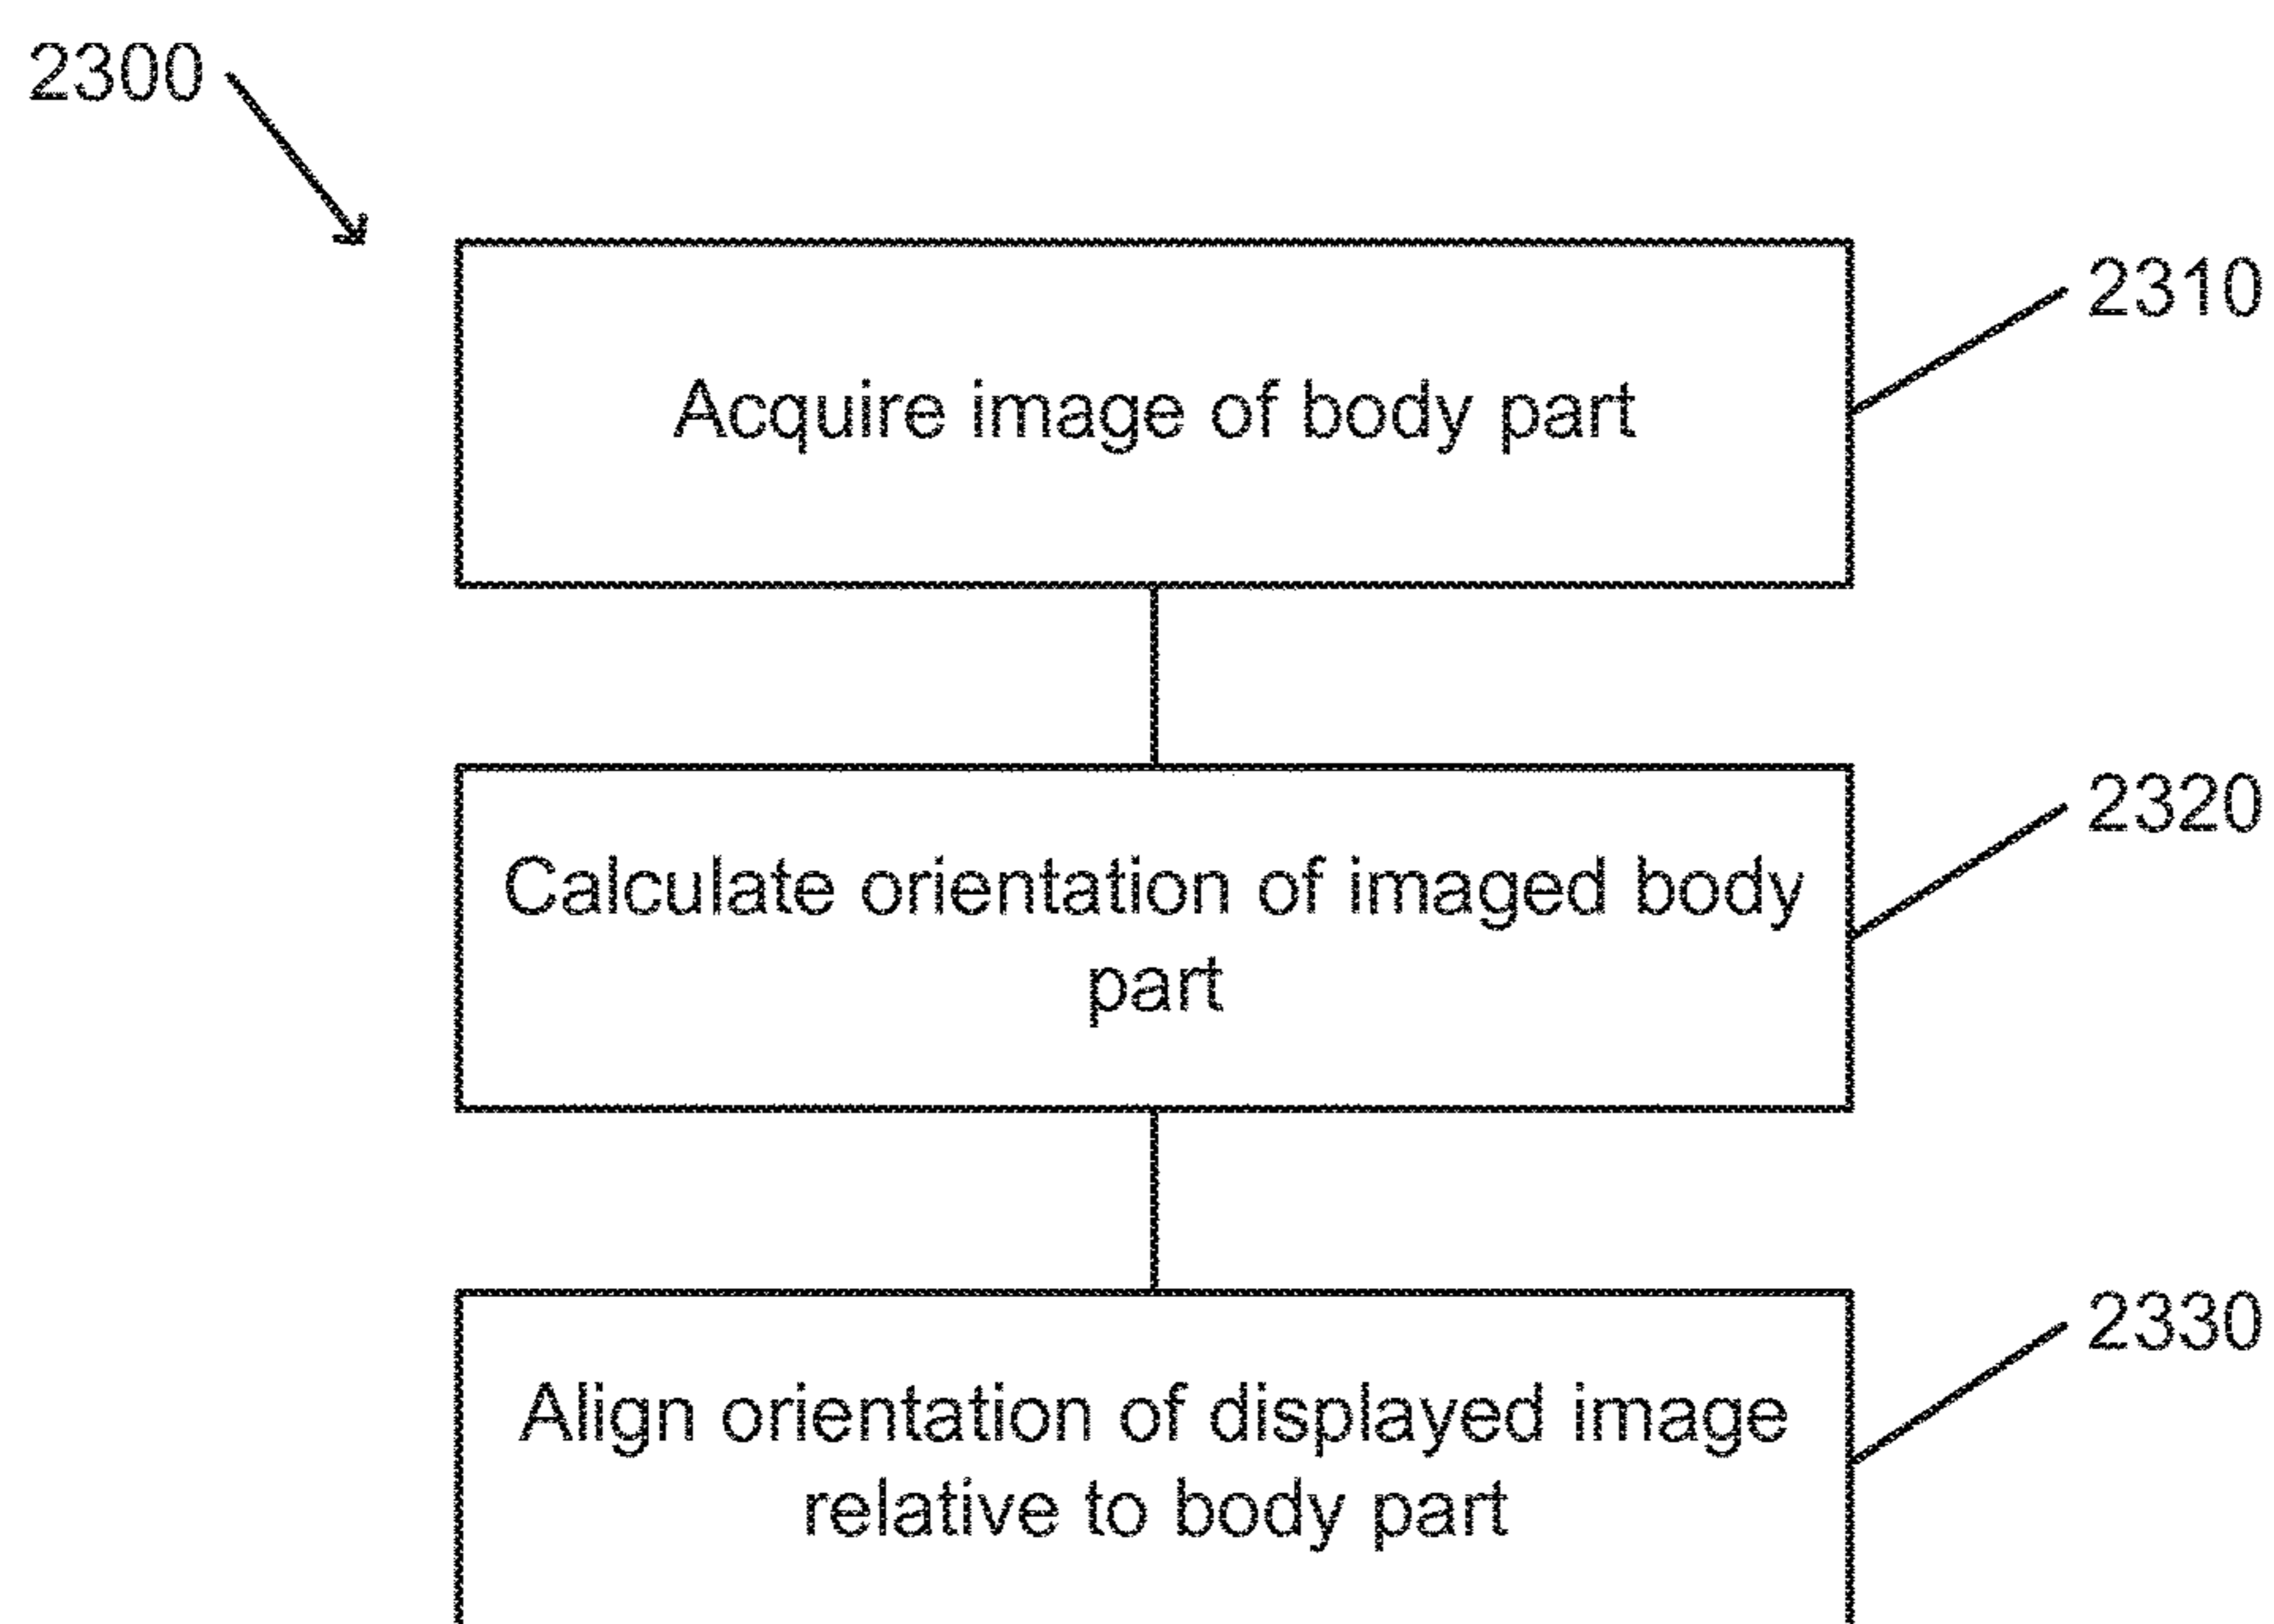 2300
2310
Acquire image of body part
2320
Calculate orientation of imaged body
part
2330
Align orientation of displayed image
relative to body part